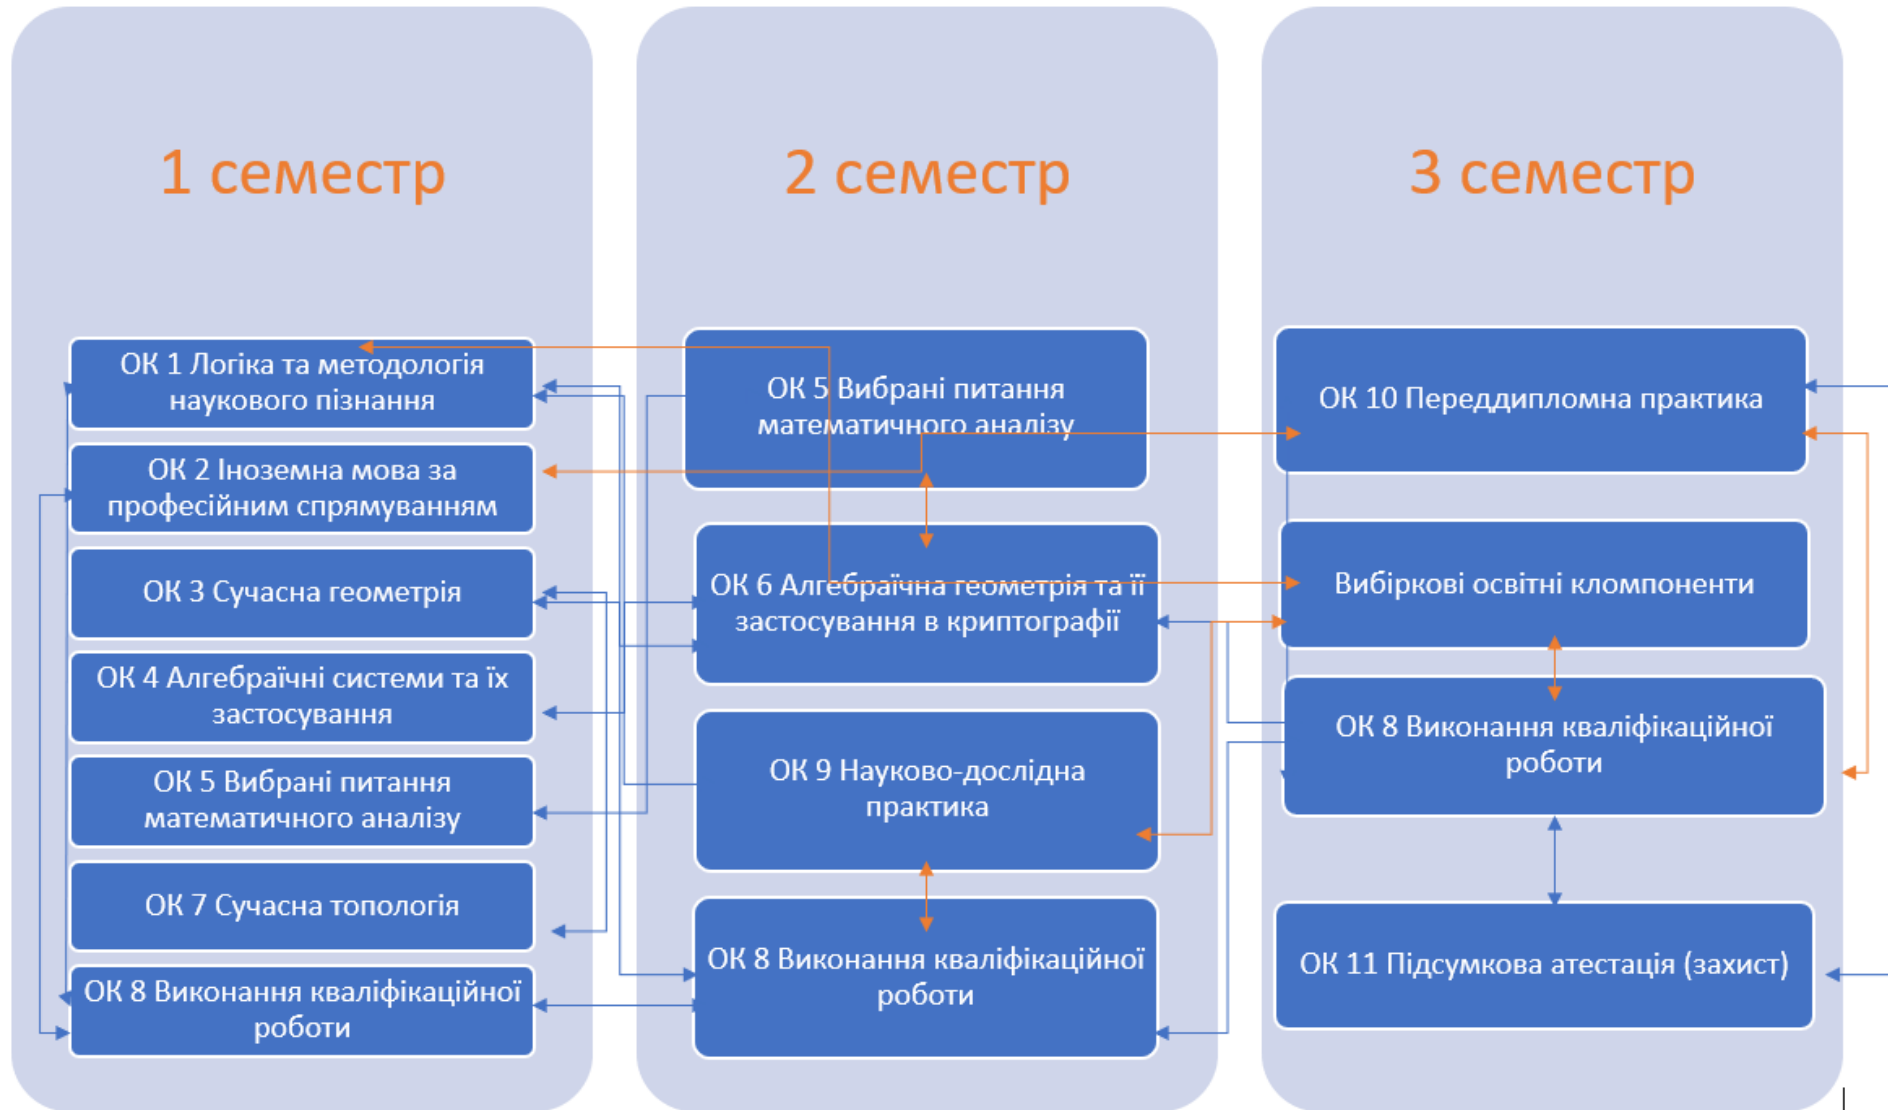 1 семестр
ОК 1 Логіка та методологія
наукового пізнання
ОК 2 Іноземна мова за
професійним спрямуванням
ОК 3 Сучасна геометрія
ОК 4 Алгебраїчні системи та їх
застосування
ОК 5 Вибрані питання
математичного аналізу
ОК 7 Сучасна топологія
ОК 8 Виконання кваліфікаційної
роботи
2 семестр
ОК 5 Вибрані питання
математичного аналізу
ОК 6 Алгебраїчна геометрія та її
застосування в криптографії
ОК 9 Науково-дослідна
практика
ОК 8 Виконання кваліфікаційної
роботи
3 семестр
ОК 10 Переддипломна практика
Вибіркові освітні кломпоненти
ОК 8 Виконання кваліфікаційної
роботи
ОК 11 Підсумкова атестація (захист)